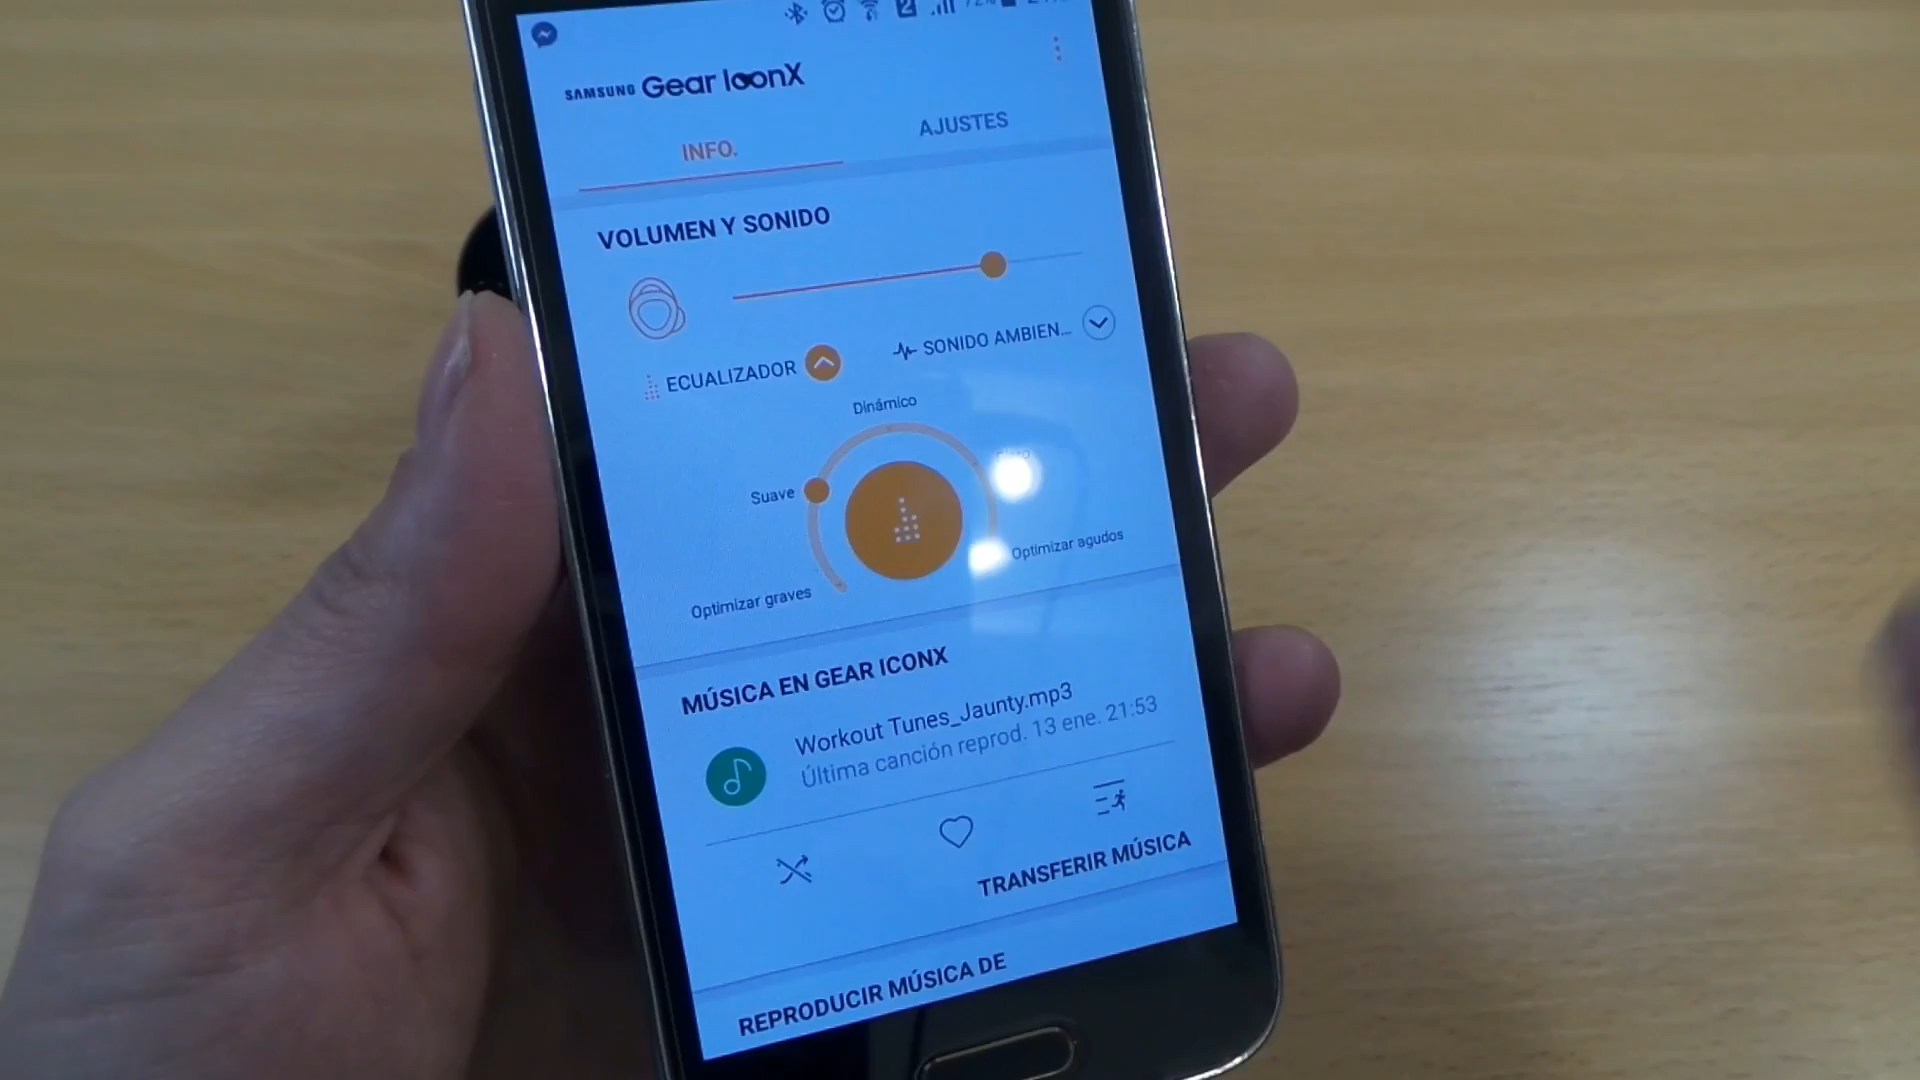 SAMSUNG Gear IconX
INFO.
AJUSTES
VOLUMEN Y SONIDO
ECUALIZADOR
SONIDO AMBIEN...
Dinámico
Suave
Optimizar agudos
Optimizar graves
MÚSICA EN GEAR ICONX
Workout Tunes_Jaunty.mp3
Última canción reprod. 13 ene. 21:53
TRANSFERIR MÚSICA
REPRODUCIR MÚSICA DE